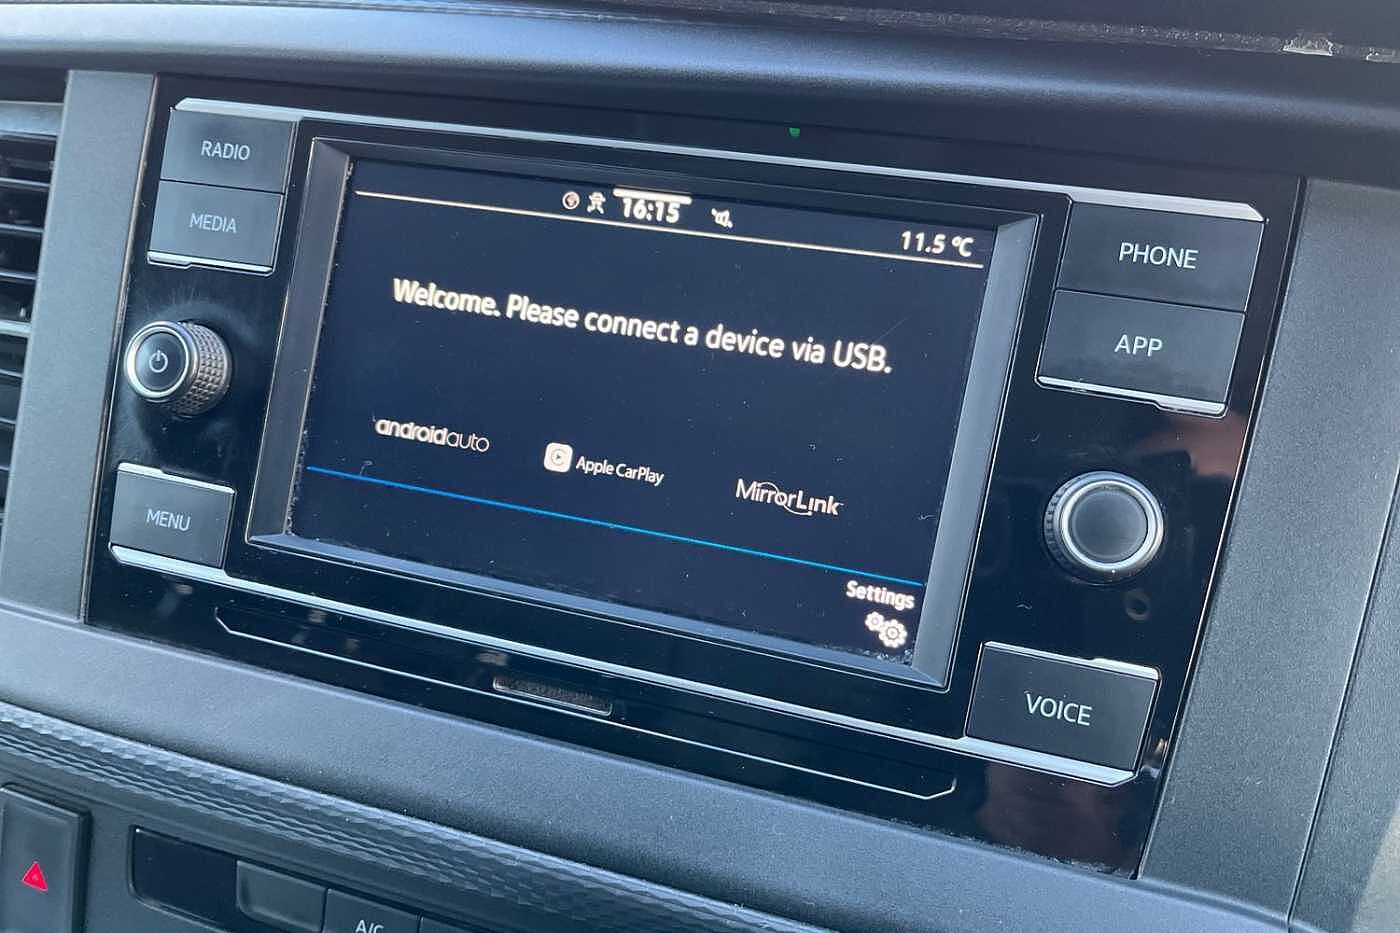 RADIO
MEDIA
MENU
16:15
11.5 °C
Welcome. Please connect a device via USB.
androidauto
Apple CarPlay
MirrorLink
Settings
PHONE
APP
VOICE
A/C